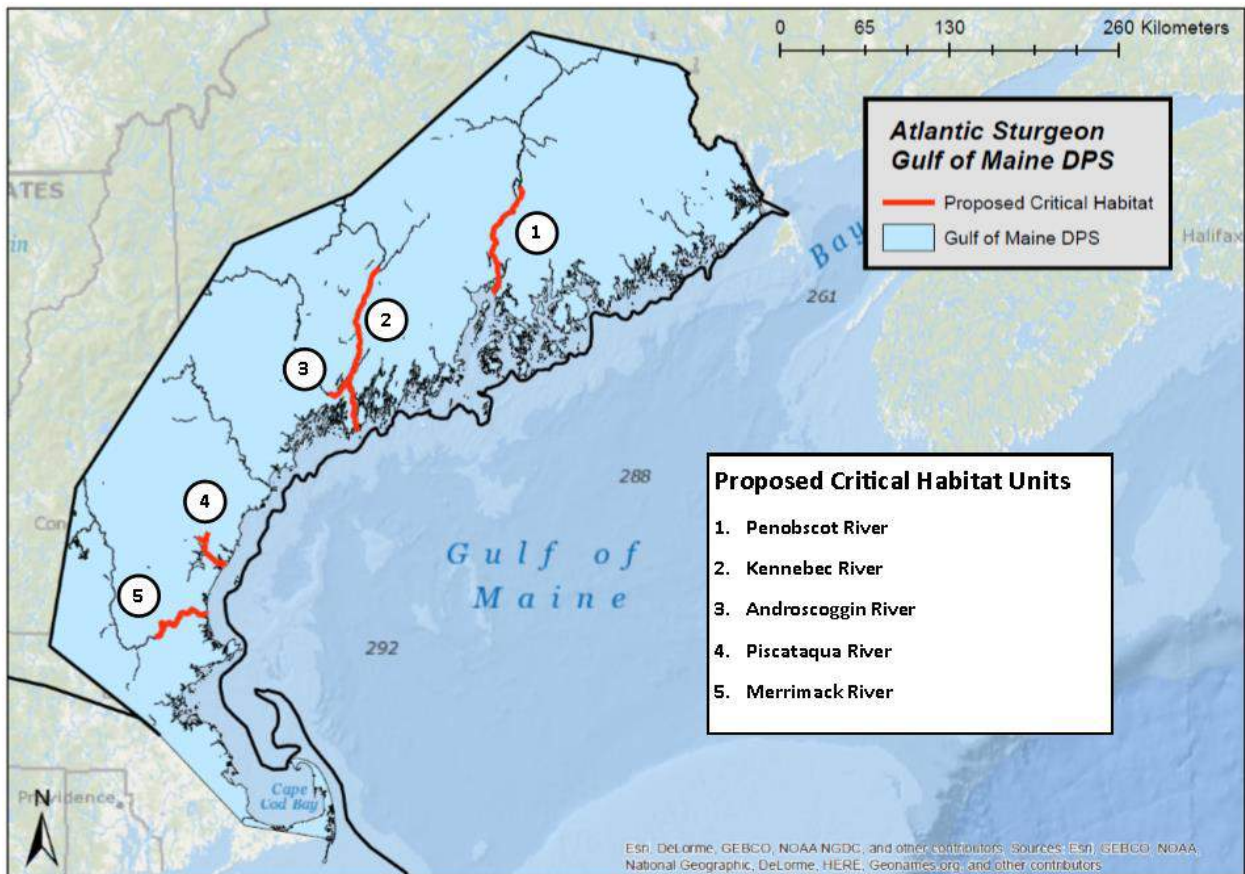 0 65 130 260 Kilometers
Atlantic Sturgeon
Gulf of Maine DPS
Proposed Critical Habitat
Gulf of Maine DPS
ATES
Bay
Halifax
261
1
2
3
288
4
Gulf of
Maine
5
292
Proposed Critical Habitat Units
1. Penobscot River
2. Kennebec River
3. Androscoggin River
4. Piscataqua River
5. Merrimack River
Con
in
Providence
N
Cape
Cod Bay
Esri, DeLorme, GEBCO, NOAA NGDC, and other contributors, Sources: Esri, GEBCO, NOAA,
National Geographic, DeLorme, HERE, Geonames.org, and other contributors